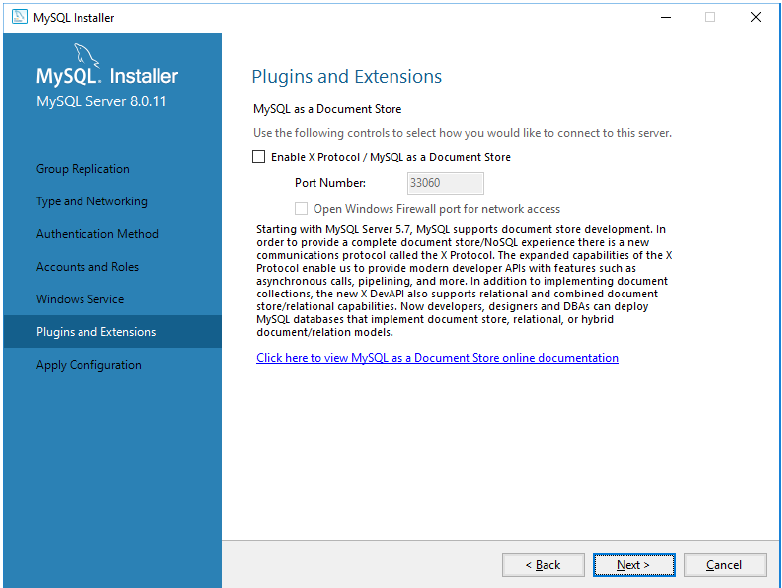 MySQL Installer
MySQL. Installer
MySQL Server 8.0.11
Group Replication
Type and Networking
Authentication Method
Accounts and Roles
Windows Service
Plugins and Extensions
Apply Configuration
Plugins and Extensions
MySQL as a Document Store
Use the following controls to select how you would like to connect to this server.
Enable X Protocol / MySQL as a Document Store
Port Number: 33060
Open Windows Firewall port for network access
Starting with MySQL Server 5.7, MySQL supports document store development. In
order to provide a complete document store/NoSQL experience there is a new
communications protocol called the X Protocol. The expanded capabilities of the X
Protocol enable us to provide modern developer APIs with features such as
asynchronous calls, pipelining, and more. In addition to implementing document
collections, the new X DevAPI also supports relational and combined document
store/relational capabilities. Now developers, designers and DBAs can deploy
MySQL databases that implement document store, relational, or hybrid
document/relation models.
Click here to view MySQL as a Document Store online documentation
< Back
Next >
Cancel